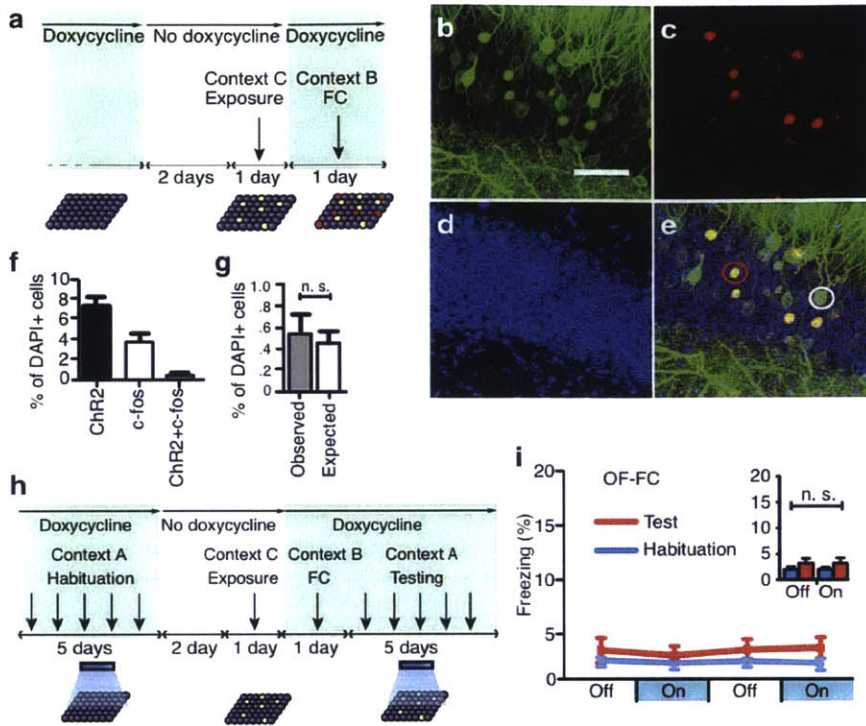 a
Doxycycline No doxycycline Doxycycline
Context C Context B
Exposure FC
2 days 1 day 1 day
b
c
d
e
f
% of DAPI+ cells
10
8
6
4
2
0
ChR2
c-fos
ChR2+c-fos
g
% of DAPI+ cells
1.0
.8
.6
.4
.2
0
n. s.
Observed
Expected
h
Doxycycline No doxycycline Doxycycline
Context A Context C Context B Context A
Habituation Exposure FC Testing
5 days 2 day 1 day 1 day 5 days
i
Freezing (%)
20
15
10
5
0
OF-FC
Test
Habituation
Off On Off On
20
15
10
5
0
n. s.
Off On